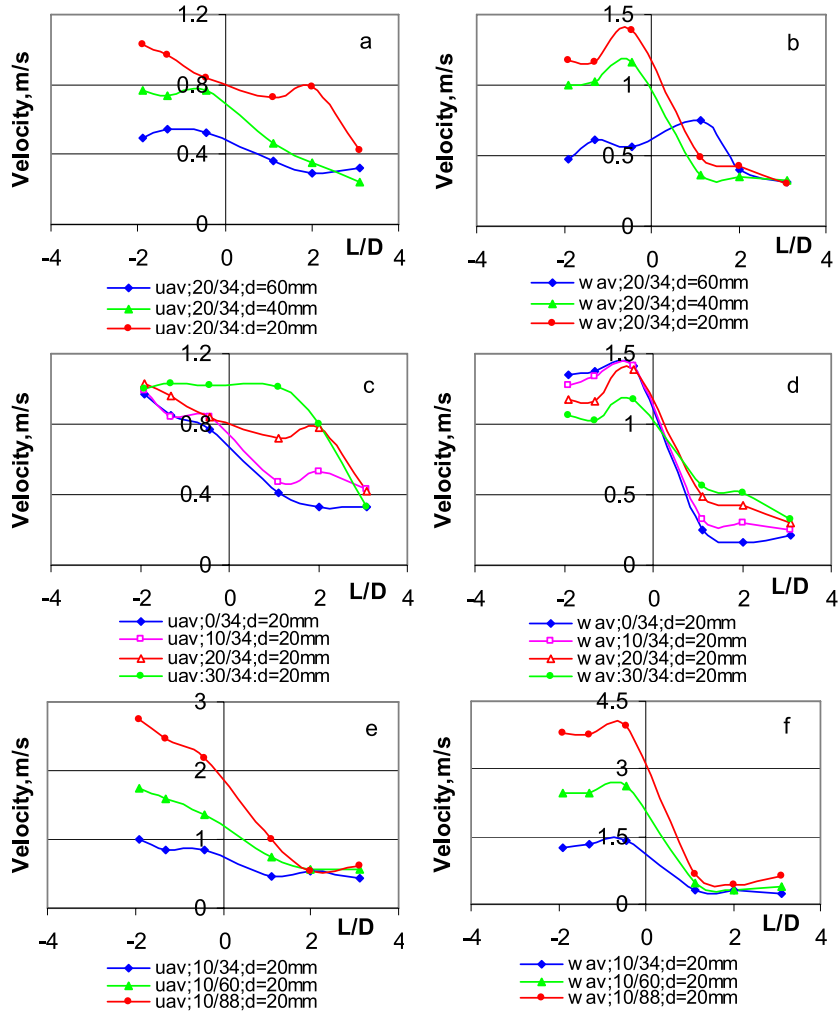 a
Velocity,m/s
1.2
0.8
0.4
0
-4 -2 0 2 4
L/D
uav;20/34;d=60mm
uav;20/34;d=40mm
uav:20/34:d=20mm
b
Velocity,m/s
1.5
1
0.5
0
-4 -2 0 2 4
L/D
w av;20/34;d=60mm
w av;20/34;d=40mm
w av;20/34;d=20mm
c
Velocity,m/s
1.2
0.8
0.4
0
-4 -2 0 2 4
uav;0/34;d=20mm
uav;10/34;d=20mm
uav;20/34;d=20mm
uav:30/34:d=20mm
d
1.5
1
0.5
0
-4 -2 0 2 4
w av;0/34;d=20mm
w av;10/34;d=20mm
w av;20/34;d=20mm
w av:30/34;d=20mm
e
Velocity,m/s
3
2
1
0
-4 -2 0 2 4
L/D
uav;10/34;d=20mm
uav;10/60;d=20mm
uav;10/88;d=20mm
f
Velocity,m/s
4.5
3
1.5
0
-4 -2 0 2 4
L/D
w av;10/34;d=20mm
w av;10/60;d=20mm
w av;10/88;d=20mm